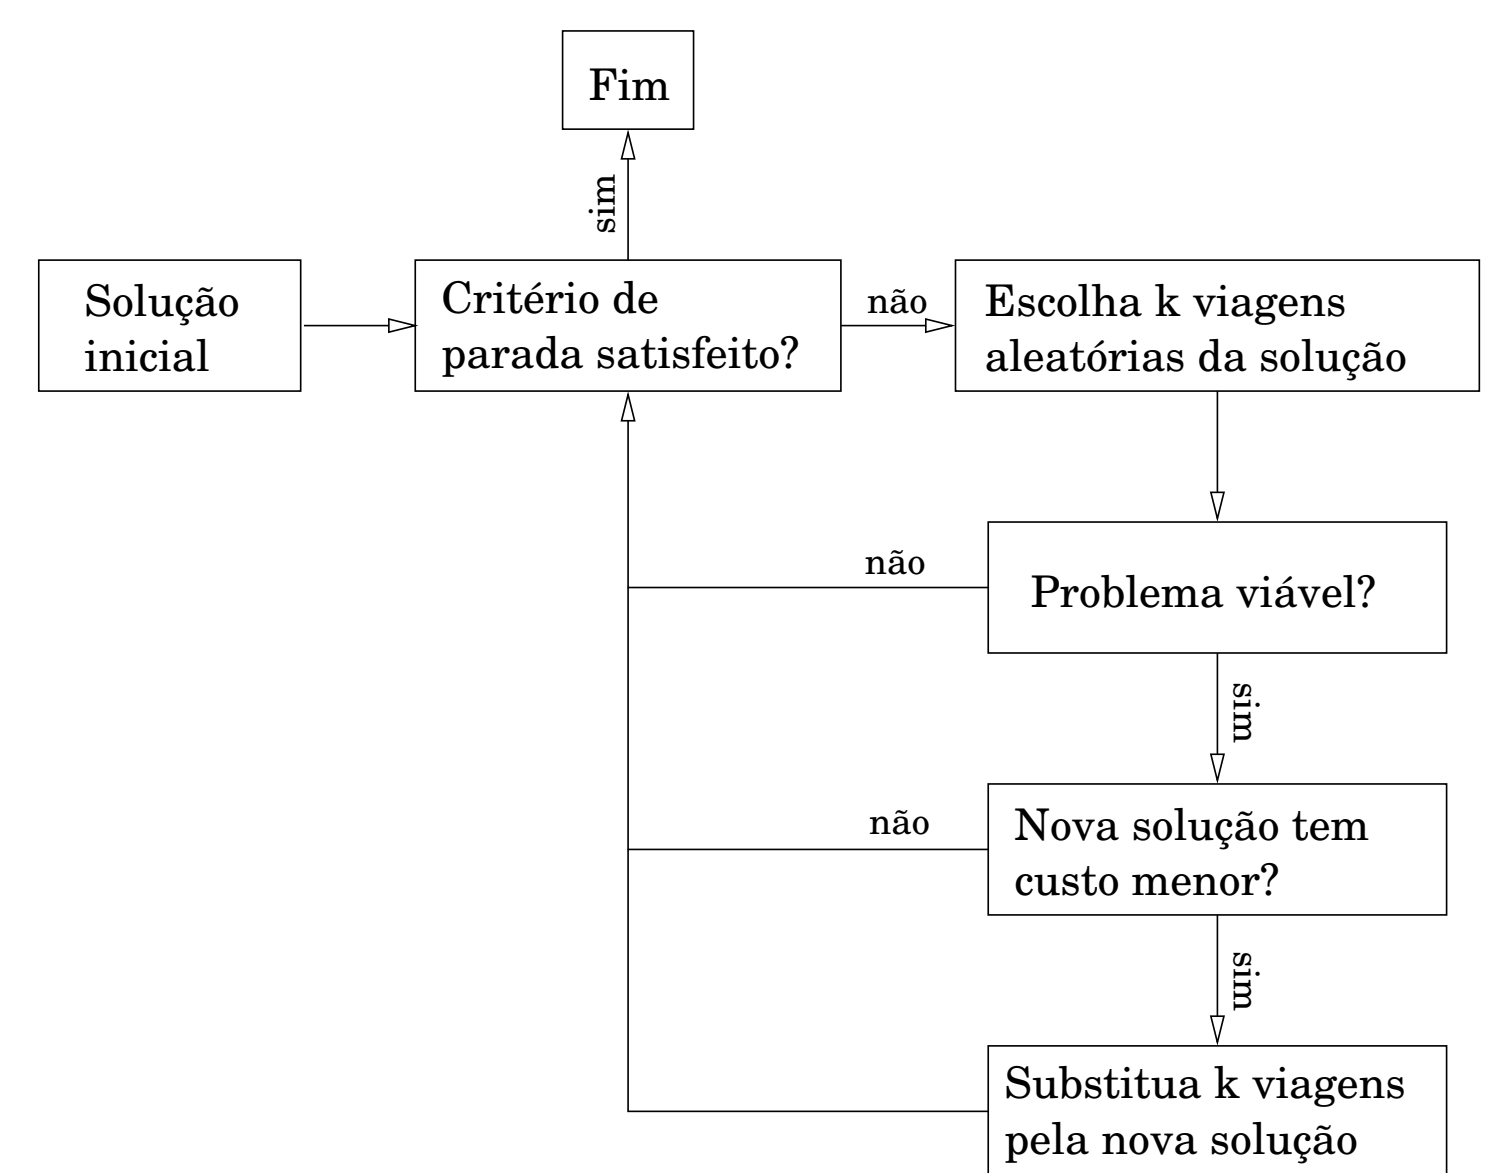 Fim
sim
Solução
inicial
Critério de
parada satisfeito?
não
Escolha k viagens
aleatórias da solução
não
Problema viável?
sim
não
Nova solução tem
custo menor?
sim
Substitua k viagens
pela nova solução